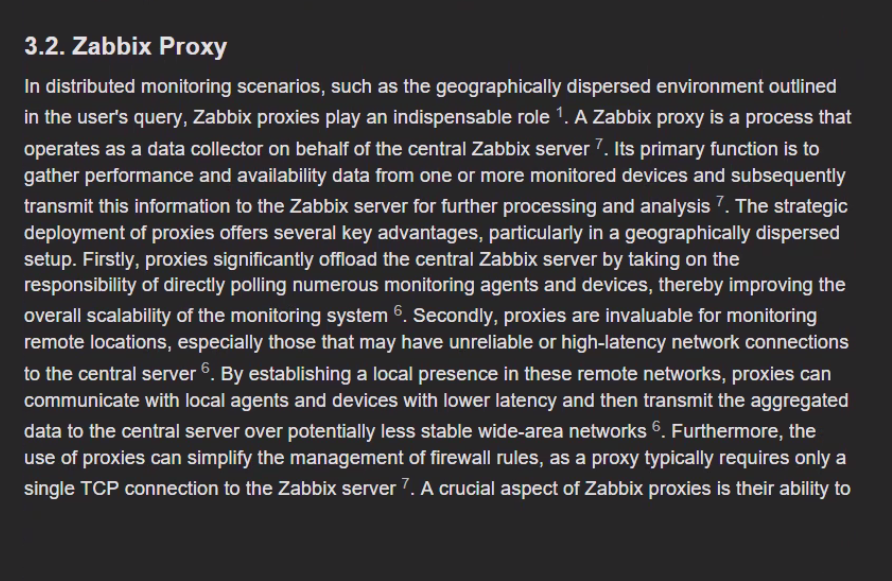 3.2. Zabbix Proxy
In distributed monitoring scenarios, such as the geographically dispersed environment outlined
in the user's query, Zabbix proxies play an indispensable role 1. A Zabbix proxy is a process that
operates as a data collector on behalf of the central Zabbix server 7. Its primary function is to
gather performance and availability data from one or more monitored devices and subsequently
transmit this information to the Zabbix server for further processing and analysis 7. The strategic
deployment of proxies offers several key advantages, particularly in a geographically dispersed
setup. Firstly, proxies significantly offload the central Zabbix server by taking on the
responsibility of directly polling numerous monitoring agents and devices, thereby improving the
overall scalability of the monitoring system 6. Secondly, proxies are invaluable for monitoring
remote locations, especially those that may have unreliable or high-latency network connections
to the central server 6. By establishing a local presence in these remote networks, proxies can
communicate with local agents and devices with lower latency and then transmit the aggregated
data to the central server over potentially less stable wide-area networks 6. Furthermore, the
use of proxies can simplify the management of firewall rules, as a proxy typically requires only a
single TCP connection to the Zabbix server 7. A crucial aspect of Zabbix proxies is their ability to